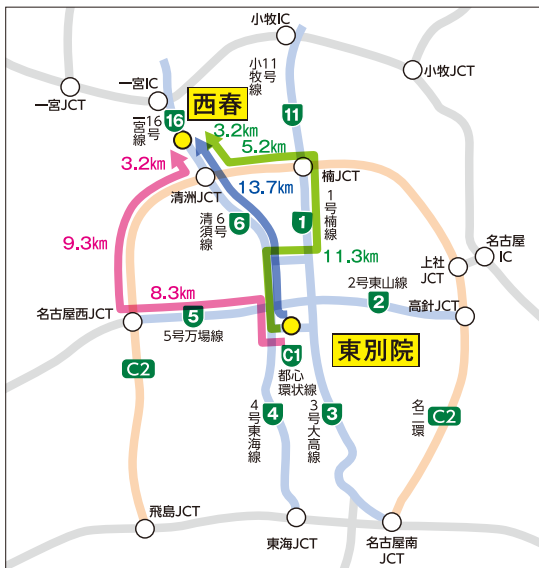 小牧IC
小牧JCT
一宮IC
一宮JCT
11号
小牧線
16号
一宮線
16
西春
11
3.2km
5.2km
3.2km
楠JCT
清洲JCT
13.7km
6号
清須線
6
1
1号楠線
9.3km
11.3km
名古屋
IC
上社
JCT
2号東山線
2
高針JCT
8.3km
名古屋西JCT
5
5号万場線
東別院
C1
都心
環状線
C2
4号東海線
4
3号大高線
3
名二環
C2
飛島JCT
東海JCT
名古屋南
JCT